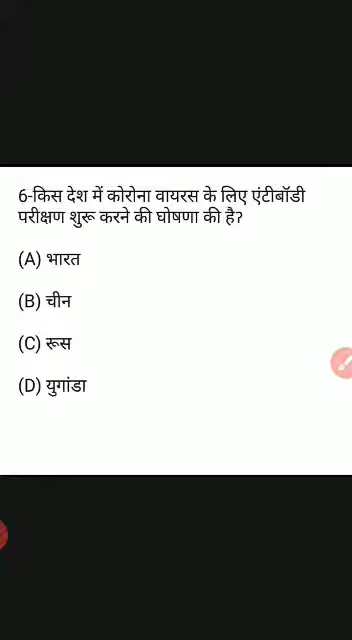 6-किस देश में कोरोना वायरस के लिए एंटीबॉडी
परीक्षण शुरू करने की घोषणा की है?
(A) भारत
(B) चीन
(C) रूस
(D) युगांडा